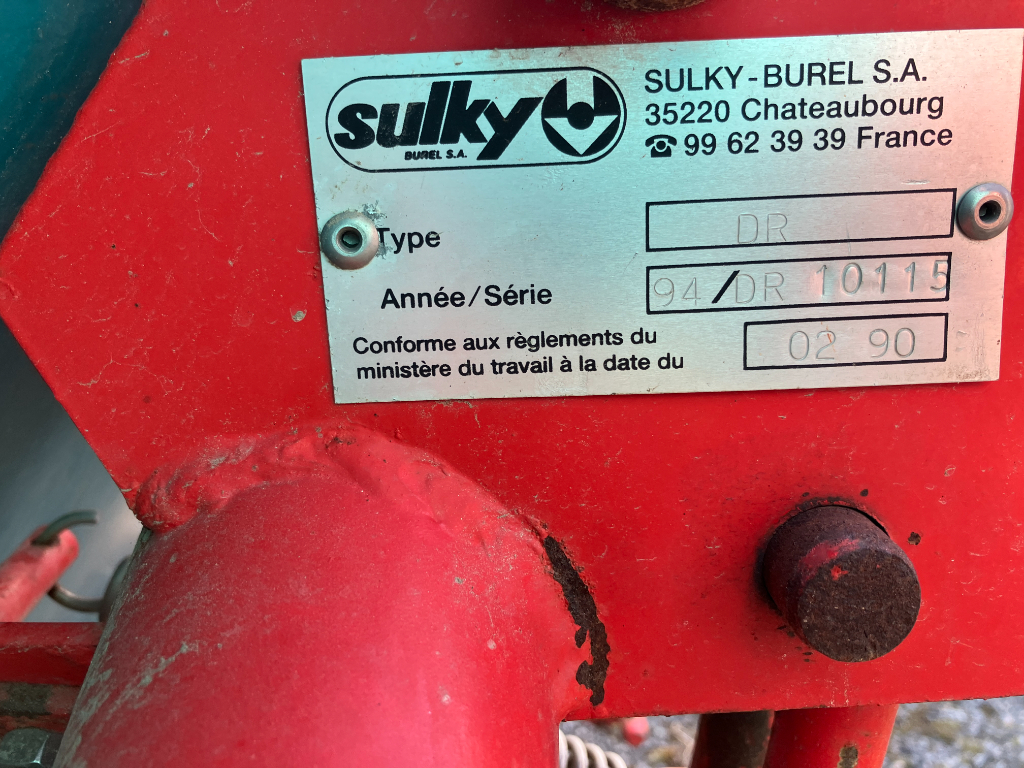 sulky
BUREL S.A.
SULKY-BUREL S.A.
35220 Chateaubourg
☎ 99 62 39 39 France
Type DR
Année/Série 94/DR 10115
Conforme aux règlements du
ministère du travail à la date du 02 90